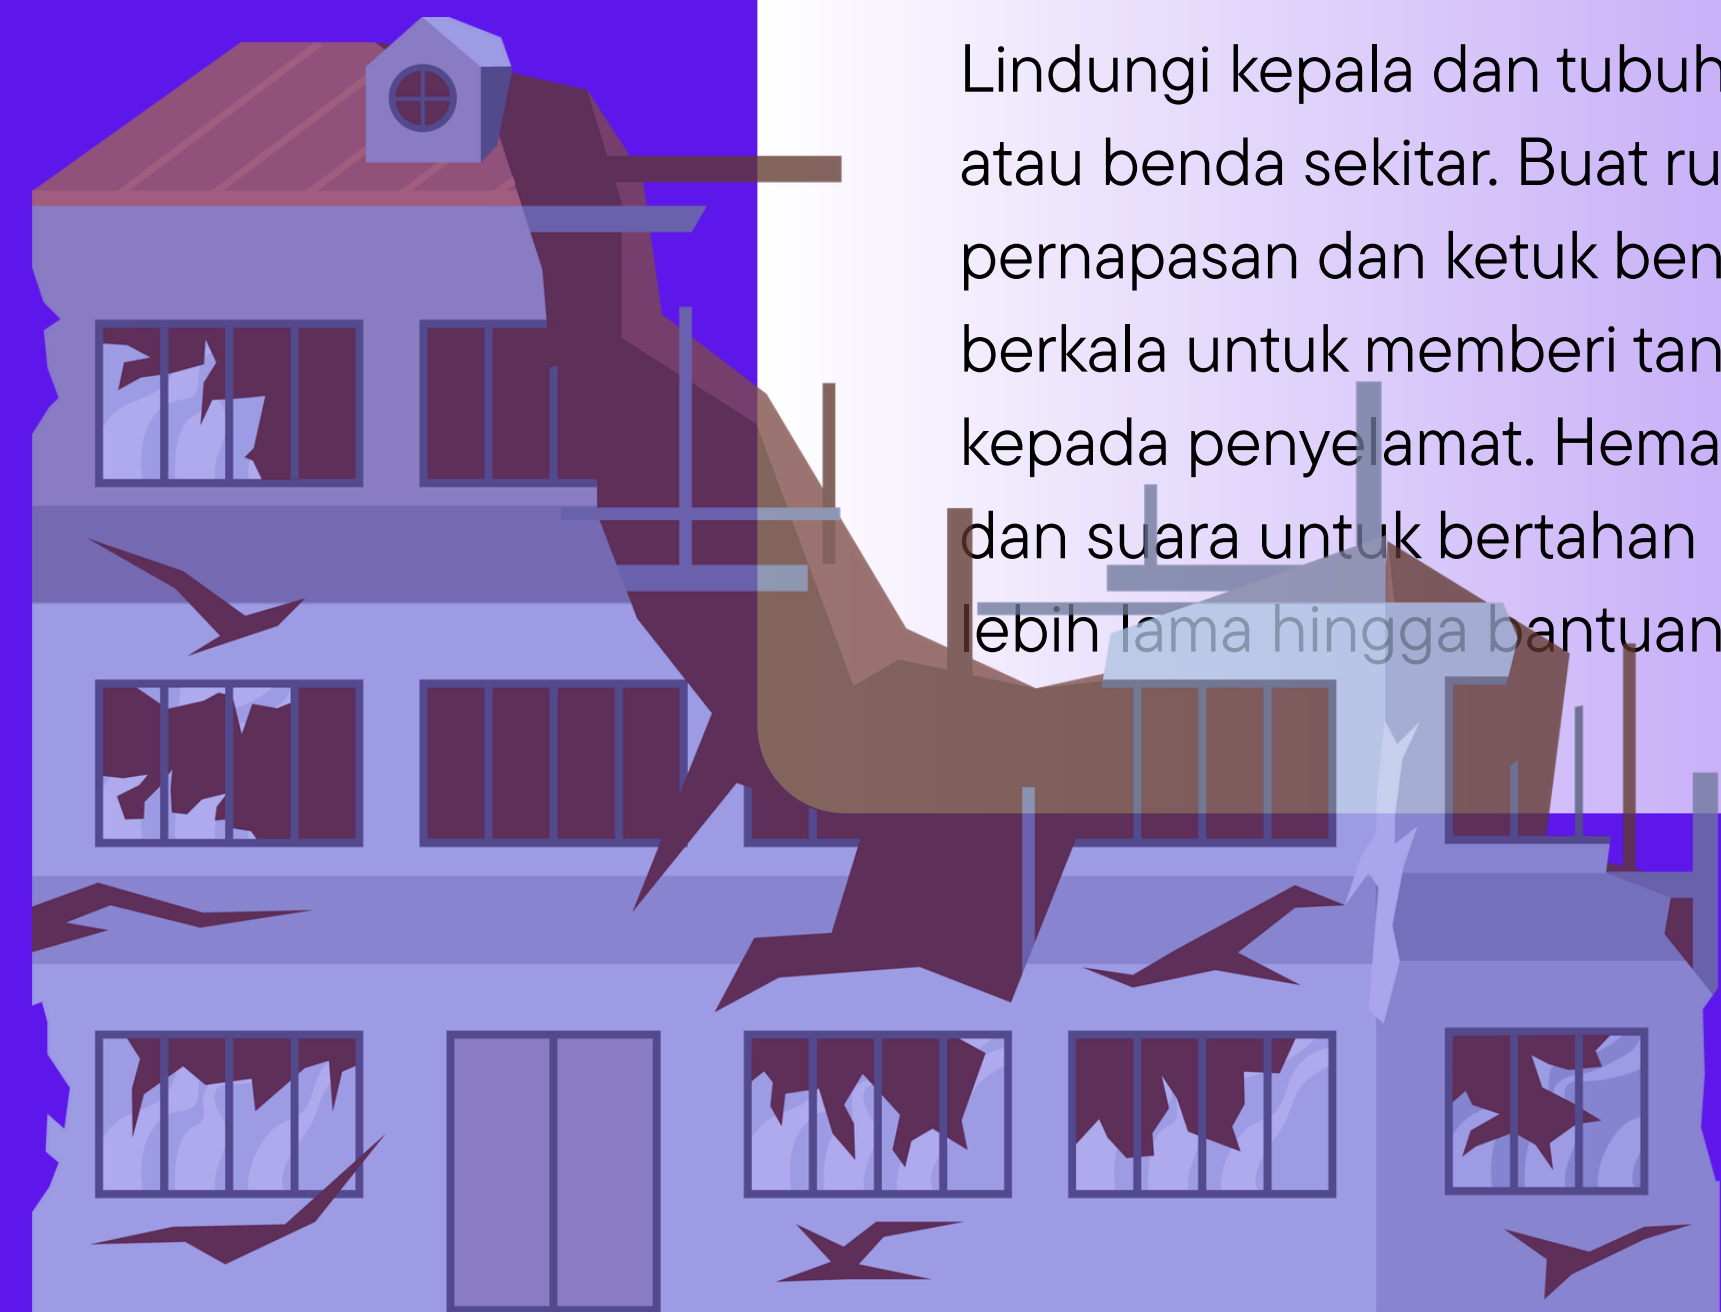 Lindungi kepala dan tubuh
atau benda sekitar. Buat ru
pernapasan dan ketuk ben
berkala untuk memberi tan
kepada penyelamat. Hema
dan suara untuk bertahan
lebih lama hingga bantuan